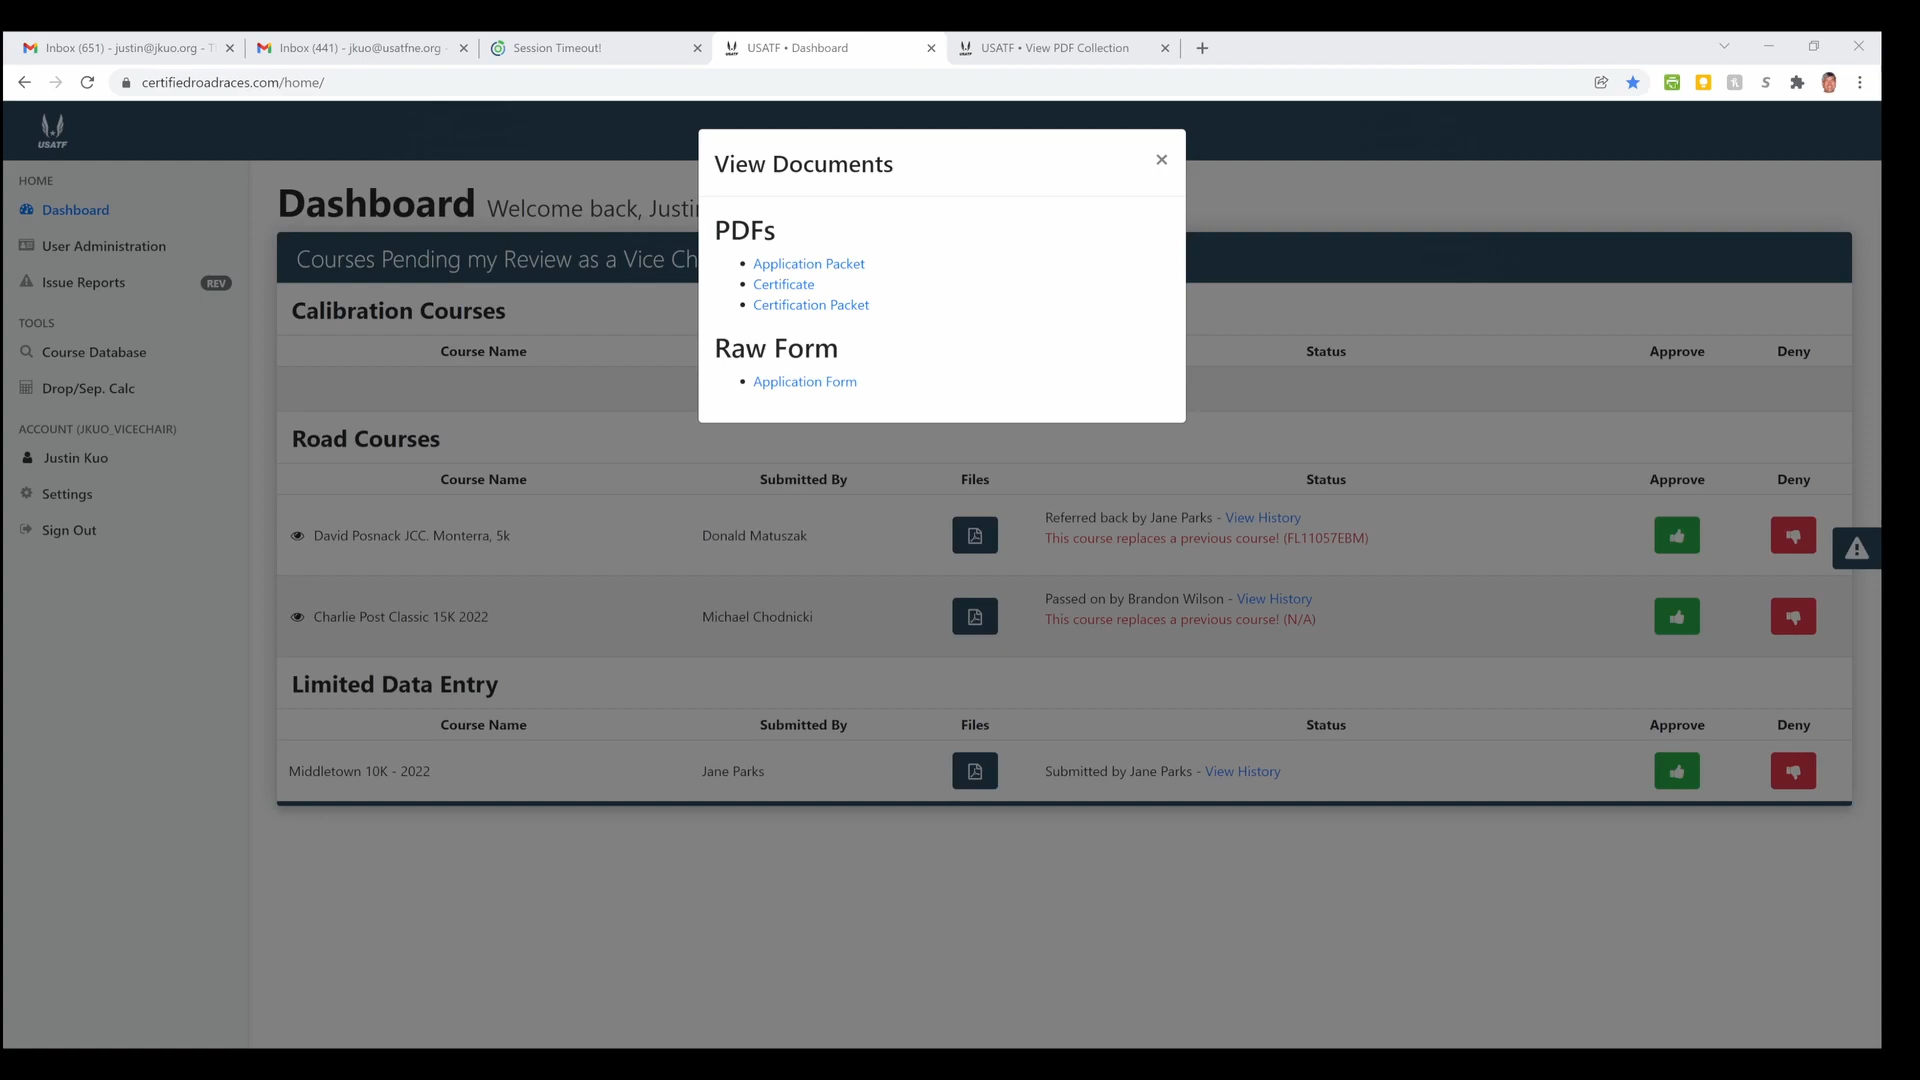 Inbox (651) - justin@jkuo.org - T
Inbox (441) - jkuo@usatfne.org
Session Timeout!
USATF • Dashboard
USATF • View PDF Collection
certifiedroadraces.com/home/
USATF
HOME
Dashboard
User Administration
Issue Reports REV
TOOLS
Course Database
Drop/Sep. Calc
ACCOUNT (JKUO_VICECHAIR)
Justin Kuo
Settings
Sign Out
Dashboard Welcome back, Justin
Courses Pending my Review as a Vice Ch
View Documents ×
PDFs
• Application Packet
• Certificate
• Certification Packet
Raw Form
• Application Form
Calibration Courses
Course Name Status Approve Deny
Road Courses
Course Name Submitted By Files Status Approve Deny
David Posnack JCC. Monterra, 5k Donald Matuszak Referred back by Jane Parks - View History
This course replaces a previous course! (FL11057EBM)
Charlie Post Classic 15K 2022 Michael Chodnicki Passed on by Brandon Wilson - View History
This course replaces a previous course! (N/A)
Limited Data Entry
Course Name Submitted By Files Status Approve Deny
Middletown 10K - 2022 Jane Parks Submitted by Jane Parks - View History